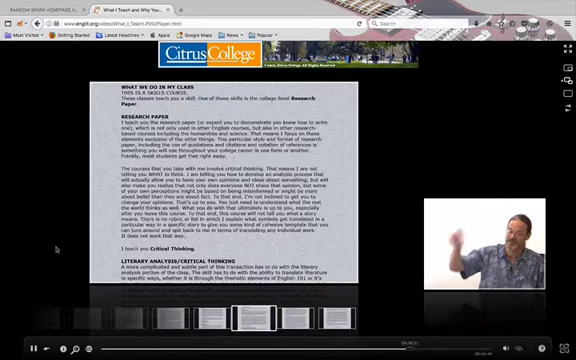 RANDOM SPARK HOMEPAGE
What I Teach and Why You...
www.englit.org/video/What_I_Teach.P20/Player.html
Search
Most Visited
Getting Started
Latest Headlines
Apple
Google Maps
News
Popular
Citrus College
WHAT WE DO IN MY CLASS
THIS IS A SKILLS COURSE.
These classes teach you a skill. One of those skills is the college-level Research
Paper.
RESEARCH PAPER
I teach you the research paper (or expect you to demonstrate you know how to write
one), which is not only used in other English courses, but also in other research-
based courses including the humanities and science. That means I focus on those
elements exclusive of the other things. This particular style and format of research
paper, including the use of quotations and citations and notation of references is
something you will use throughout your college career in one form or another.
Frankly, most students get that right away.
The courses that you take with me involve critical thinking. That means I am not
telling you WHAT to think. I am telling you how to develop an analysis process that
will actually allow you to have your own opinions and ideas about something, but will
also make you realize that not only does everyone NOT share that opinion, but some
of your own perceptions might be based on being misinformed or might be more
about belief than they are about fact. To that end, I'm not inclined to get you to
change your opinions. That's up to you. You just need to understand what the rest
the world thinks as well. What you do with that ultimately is up to you, especially
after you leave this course. To that end, this course will not tell you what a story
means. There is no rubric or list in which I explain what symbols get translated in a
particular way in a specific story to give you some kind of cohesive template that you
can turn around and spit back to me in terms of translating any individual work.
It does not work that way.
I teach you Critical Thinking.
LITERARY ANALYSIS/CRITICAL THINKING
A more complicated and subtle part of this transaction has to do with the literary
analysis portion of the class. The skill has to do with the ability to translate literature
in specific ways, whether it is through the thematic elements of English 101 or it's